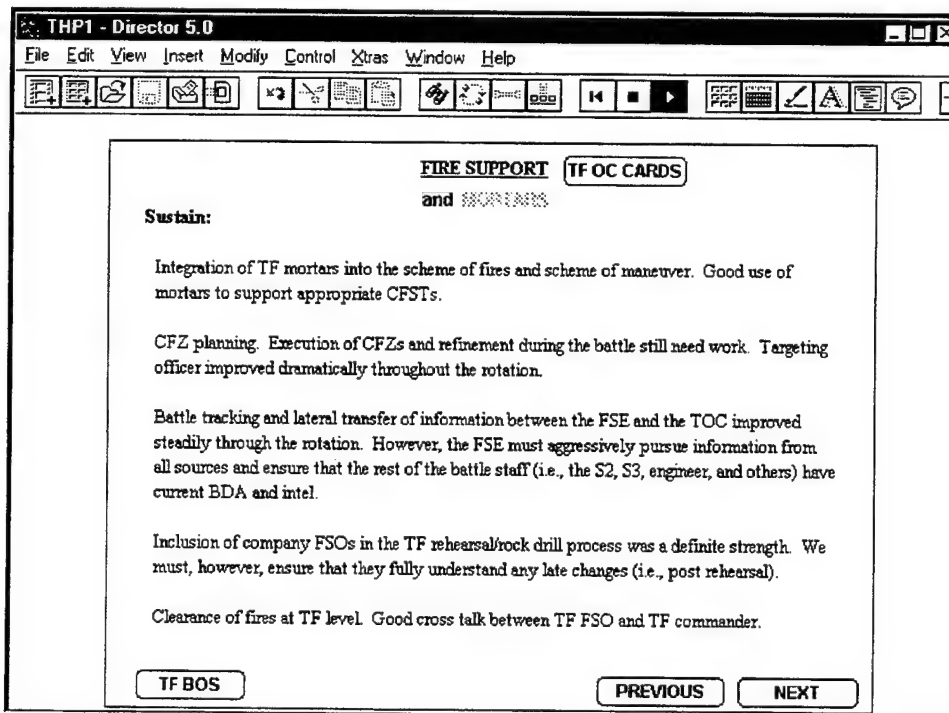 THP1 - Director 5.0
File Edit View Insert Modify Control Xtras Window Help
FIRE SUPPORT TF OC CARDS
and MORTARS
Sustain:
Integration of TF mortars into the scheme of fires and scheme of maneuver. Good use of
mortars to support appropriate CFSTs.
CFZ planning. Execution of CFZs and refinement during the battle still need work. Targeting
officer improved dramatically throughout the rotation.
Battle tracking and lateral transfer of information between the FSE and the TOC improved
steadily through the rotation. However, the FSE must aggressively pursue information from
all sources and ensure that the rest of the battle staff (i.e., the S2, S3, engineer, and others) have
current BDA and intel.
Inclusion of company FSOs in the TF rehearsal/rock drill process was a definite strength. We
must, however, ensure that they fully understand any late changes (i.e., post rehearsal).
Clearance of fires at TF level. Good cross talk between TF FSO and TF commander.
TF BOS PREVIOUS NEXT